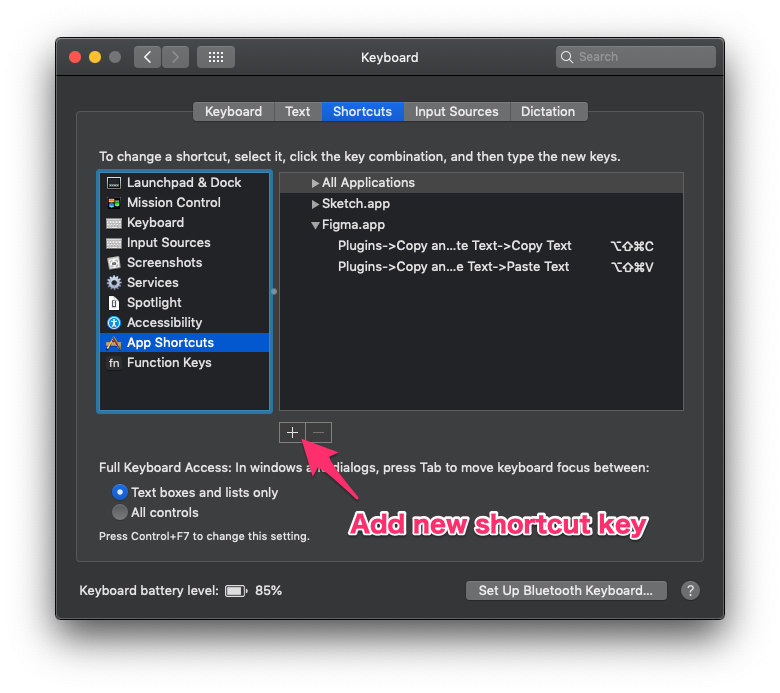 Keyboard
Search
Keyboard Text Shortcuts Input Sources Dictation
To change a shortcut, select it, click the key combination, and then type the new keys.
Launchpad & Dock
Mission Control
Keyboard
Input Sources
Screenshots
Services
Spotlight
Accessibility
App Shortcuts
fn Function Keys
All Applications
Sketch.app
Figma.app
Plugins->Copy an...te Text->Copy Text ⌥⇧⌘C
Plugins->Copy an...e Text->Paste Text ⌥⇧⌘V
Full Keyboard Access: In windows and dialogs, press Tab to move keyboard focus between:
Text boxes and lists only
All controls
Press Control+F7 to change this setting.
Add new shortcut key
Keyboard battery level: 85%
Set Up Bluetooth Keyboard...
?